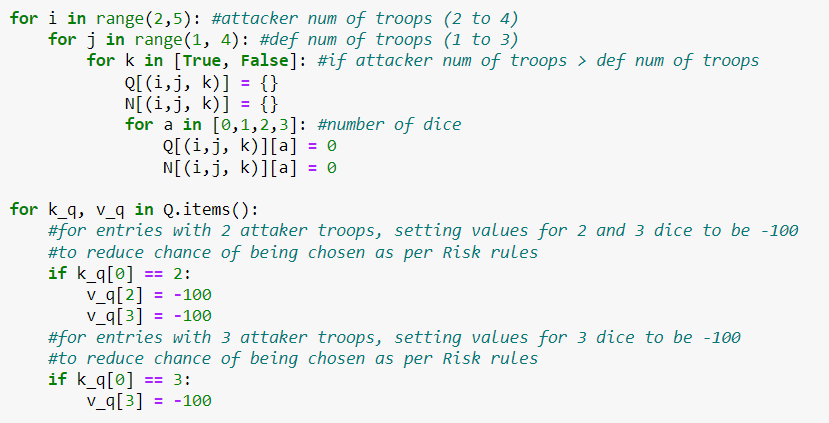 for i in range(2,5): #attacker num of troops (2 to 4)
    for j in range(1, 4): #def num of troops (1 to 3)
        for k in [True, False]: #if attacker num of troops > def num of troops
            Q[(i,j, k)] = {}
            N[(i,j, k)] = {}
            for a in [0,1,2,3]: #number of dice
                Q[(i,j, k)][a] = 0
                N[(i,j, k)][a] = 0

for k_q, v_q in Q.items():
    #for entries with 2 attaker troops, setting values for 2 and 3 dice to be -100
    #to reduce chance of being chosen as per Risk rules
    if k_q[0] == 2:
        v_q[2] = -100
        v_q[3] = -100
    #for entries with 3 attaker troops, setting values for 3 dice to be -100
    #to reduce chance of being chosen as per Risk rules
    if k_q[0] == 3:
        v_q[3] = -100